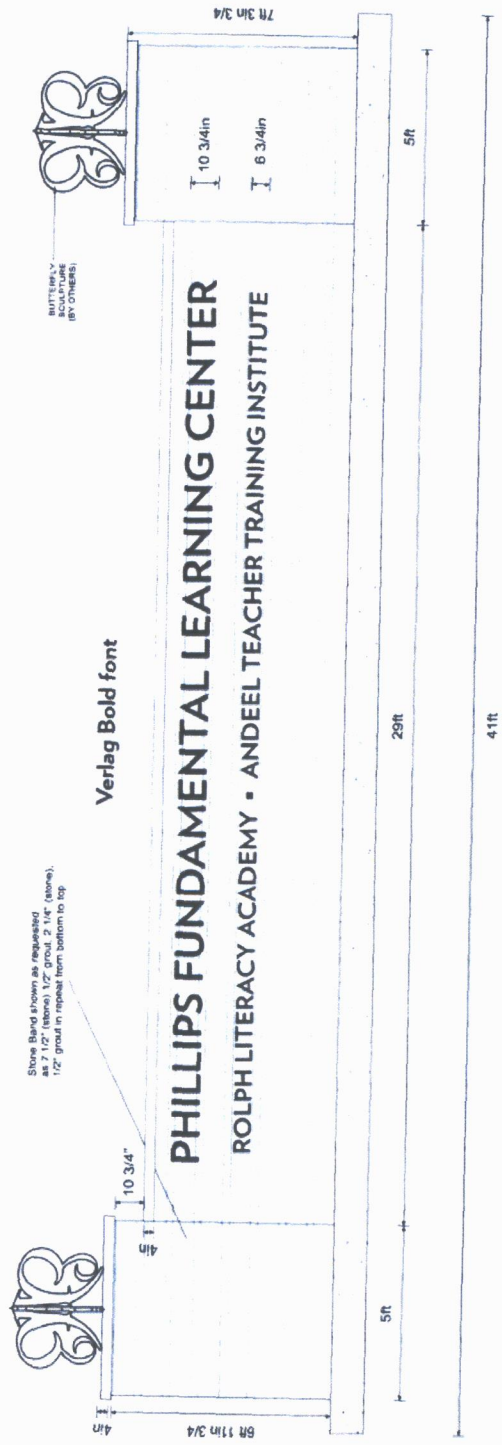 BUTTERFLY
SCULPTURE
(BY OTHERS)
Stone Band shown as requested
as 7 1/2" (stone) 1/2" grout, 2 1/4" (stone),
1/2" grout in repeat from bottom to top
Verlag Bold font
4in
6ft 11in 3/4
10 3/4"
4in
PHILLIPS FUNDAMENTAL LEARNING CENTER
ROLPH LITERACY ACADEMY • ANDEEL TEACHER TRAINING INSTITUTE
10 3/4in
6 3/4in
7ft 3in 3/4
5ft
29ft
5ft
41ft